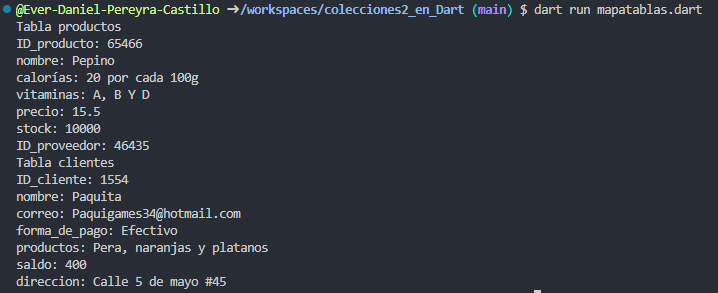 @Ever-Daniel-Pereyra-Castillo ➜/workspaces/colecciones2_en_Dart (main) $ dart run mapatablas.dart
Tabla productos
ID_producto: 65466
nombre: Pepino
calorías: 20 por cada 100g
vitaminas: A, B Y D
precio: 15.5
stock: 10000
ID_proveedor: 46435
Tabla clientes
ID_cliente: 1554
nombre: Paquita
correo: Paquigames34@hotmail.com
forma_de_pago: Efectivo
productos: Pera, naranjas y platanos
saldo: 400
direccion: Calle 5 de mayo #45